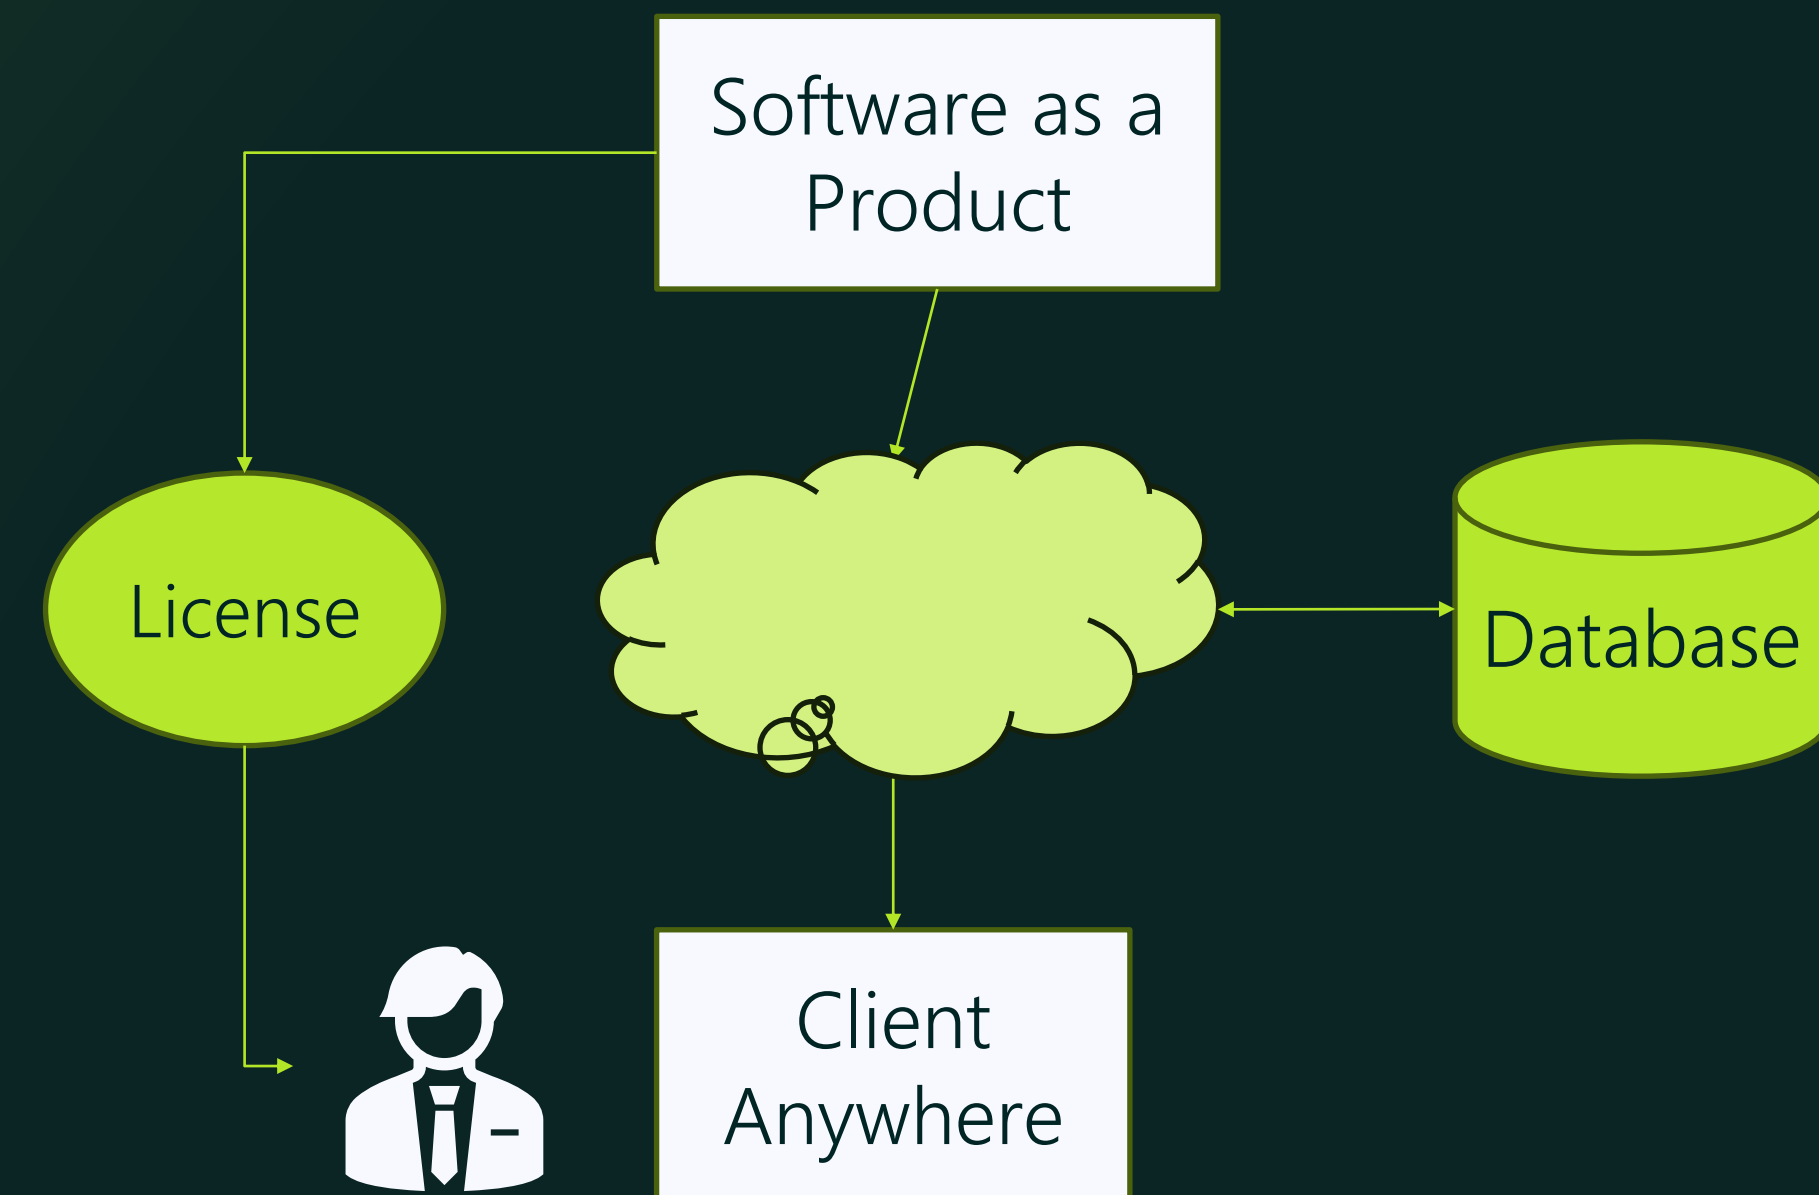 Software as a
Product
License
Database
Client
Anywhere